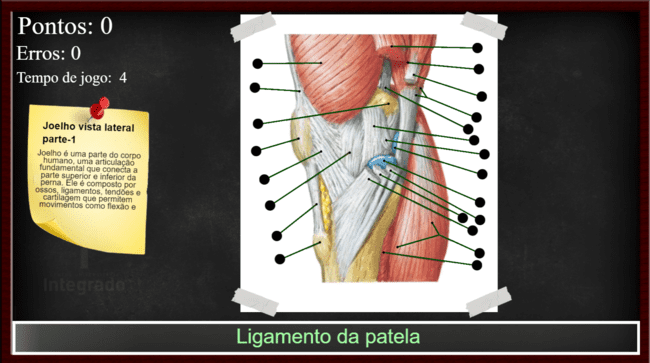 Pontos: 0
Erros: 0
Tempo de jogo: 4
Joelho vista lateral
parte-1
Joelho é uma parte do corpo
humano, uma articulação
fundamental que conecta a
parte superior e inferior da
perna. Ele é composto por
ossos, ligamentos, tendões e
cartilagem que permitem
movimentos como flexão e
Integrado
Ligamento da patela